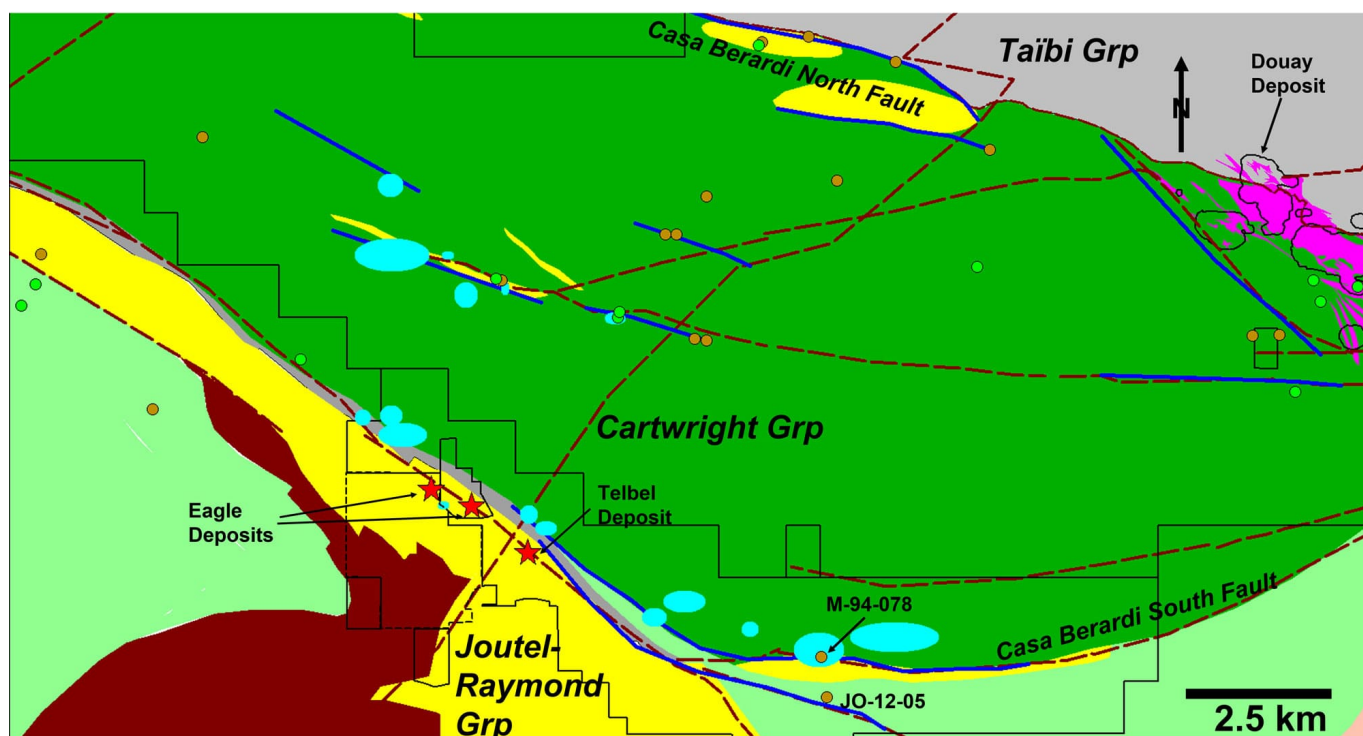 Casa Berardi North Fault
Taïbi Grp
Douay
Deposit
N
Cartwright Grp
Eagle
Deposits
Telbel
Deposit
M-94-078
Casa Berardi South Fault
JO-12-05
Joutel-
Raymond
Grp
2.5 km